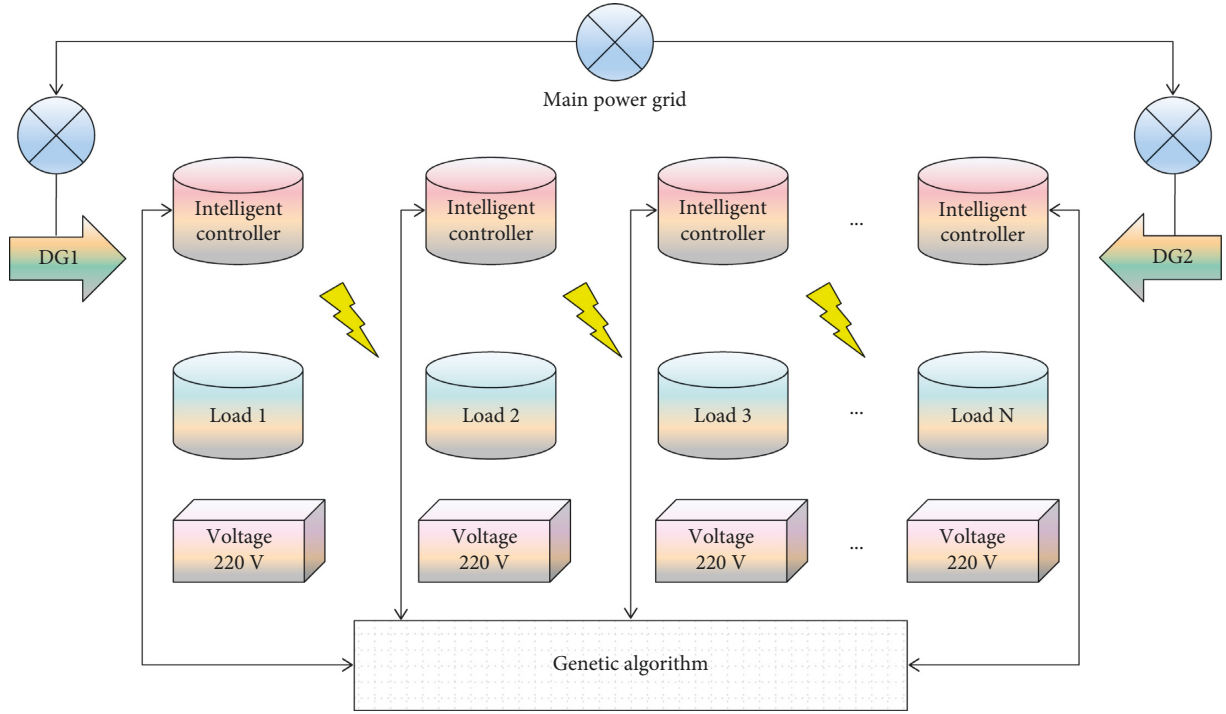 Main power grid
Intelligent
controller
Intelligent
controller
Intelligent
controller
...
Intelligent
controller
DG1
DG2
Load 1
Load 2
Load 3
...
Load N
Voltage
220 V
Voltage
220 V
Voltage
220 V
...
Voltage
220 V
Genetic algorithm